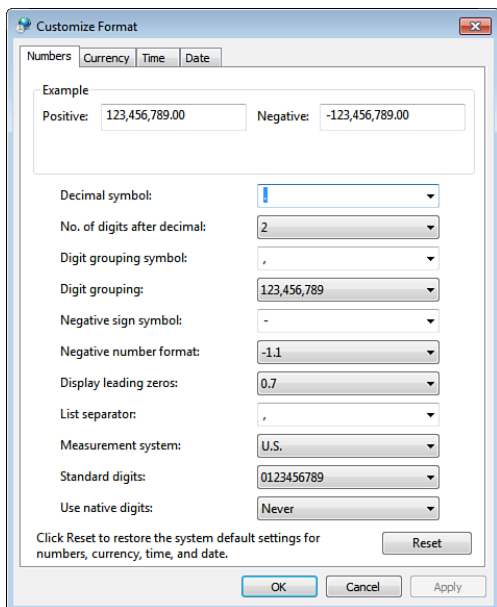 Customize Format
Numbers Currency Time Date
Example
Positive: 123,456,789.00 Negative: -123,456,789.00
Decimal symbol: .
No. of digits after decimal: 2
Digit grouping symbol: ,
Digit grouping: 123,456,789
Negative sign symbol: -
Negative number format: -1.1
Display leading zeros: 0.7
List separator: ,
Measurement system: U.S.
Standard digits: 0123456789
Use native digits: Never
Click Reset to restore the system default settings for
numbers, currency, time, and date.
Reset
OK Cancel Apply